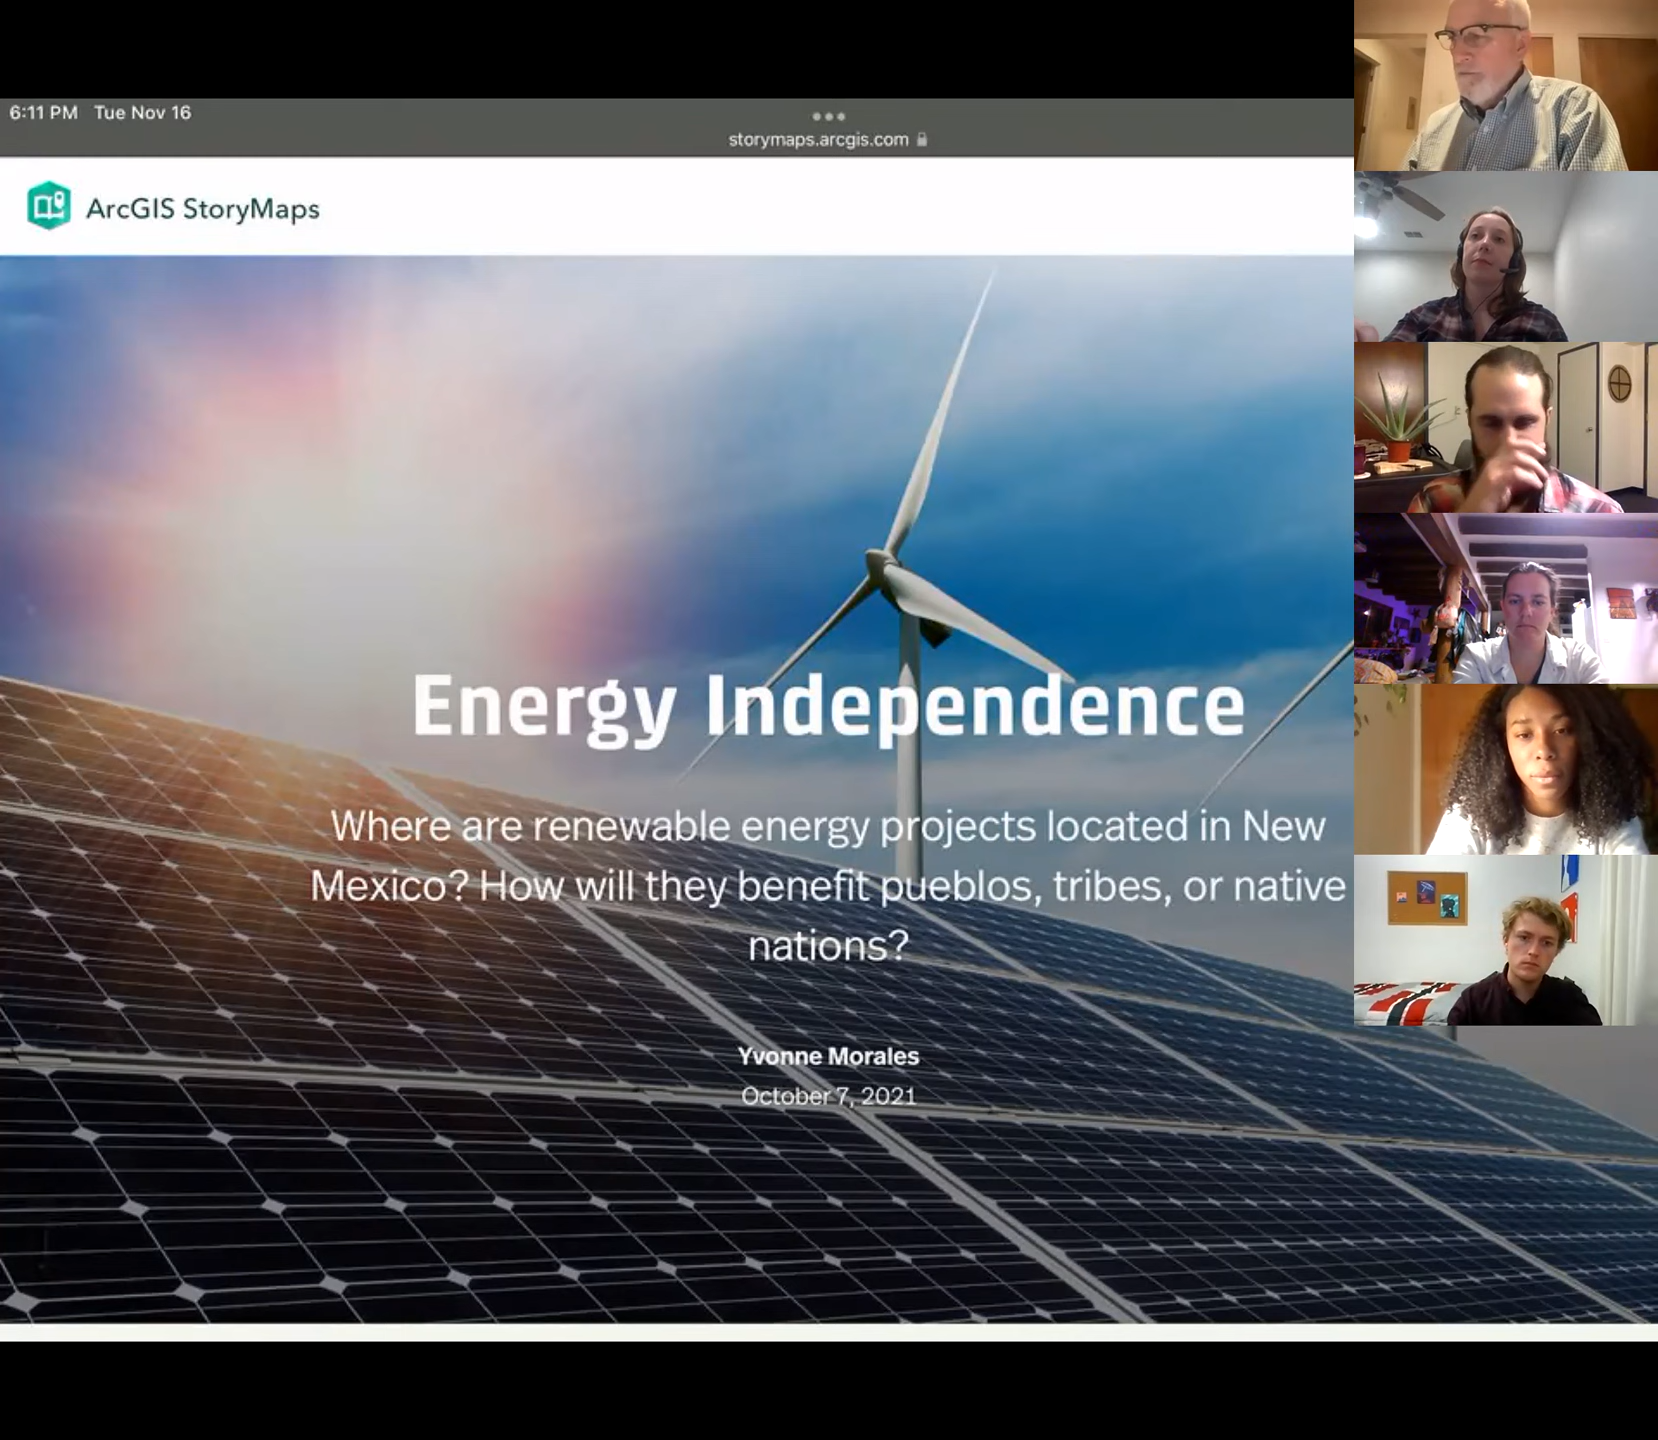 6:11 PM Tue Nov 16
storymaps.arcgis.com
ArcGIS StoryMaps
Energy Independence
Where are renewable energy projects located in New
Mexico? How will they benefit pueblos, tribes, or native
nations?
Yvonne Morales
October 7, 2021